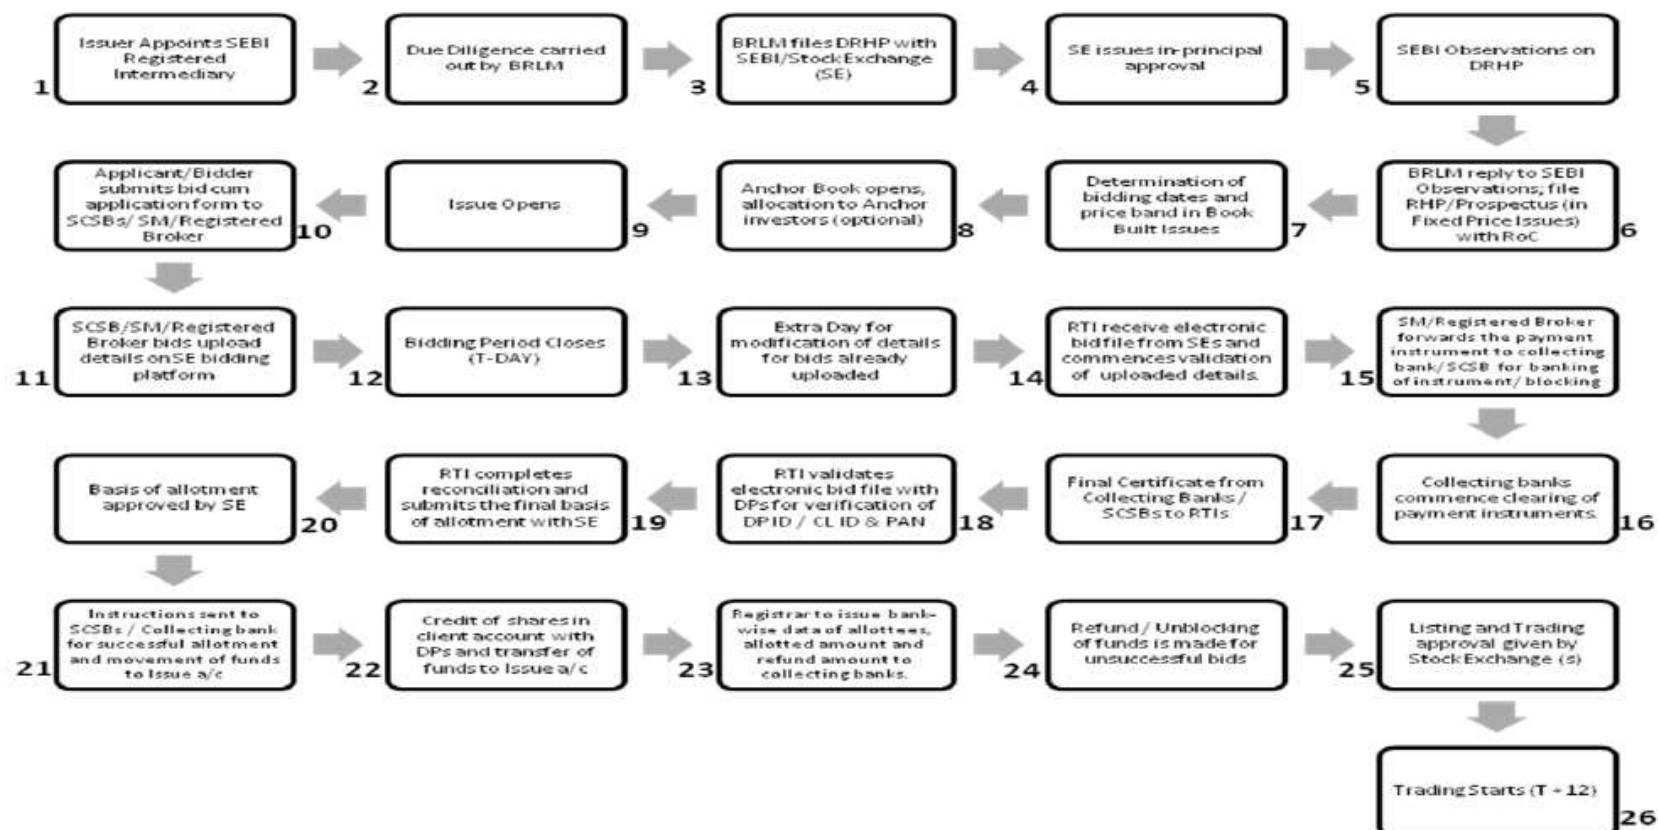 Issuer Appoints SEBI
Registered
Intermediary
1
Due Diligence carried
out by BRLM
2
BRLM files DRHP with
SEBI/Stock Exchange
(SE)
3
SE issues in-principal
approval
4
SEBI Observations on
DRHP
5
BRLM reply to SEBI
Observations; file
RHP/Prospectus (in
Fixed Price Issues)
with RoC
6
Determination of
bidding dates and
price band in Book
Built Issues
7
Anchor Book opens,
allocation to Anchor
investors (optional)
8
Issue Opens
9
Applicant/Bidder
submits bid cum
application form to
SCSBs/ SM/Registered
Broker
10
SCSB/SM/Registered
Broker bids upload
details on SE bidding
platform
11
Bidding Period Closes
(T-DAY)
12
Extra Day for
modification of details
for bids already
uploaded
13
RTI receive electronic
bid file from SEs and
commences validation
of uploaded details.
14
SM/Registered Broker
forwards the payment
instrument to collecting
bank/SCSB for banking
of instrument/ blocking
15
Collecting banks
commence clearing of
payment instruments.
16
Final Certificate from
Collecting Banks /
SCSBs to RTIs
17
RTI validates
electronic bid file with
DPs for verification of
DPID / CL ID & PAN
18
RTI completes
reconciliation and
submits the final basis
of allotment with SE
19
Basis of allotment
approved by SE
20
Instructions sent to
SCSBs / Collecting bank
for successful allotment
and movement of funds
to Issue a/c
21
Credit of shares in
client account with
DPs and transfer of
funds to Issue a/c
22
Registrar to issue bank-
wise data of allottees,
allotted amount and
refund amount to
collecting banks.
23
Refund / Unblocking
of funds is made for
unsuccessful bids
24
Listing and Trading
approval given by
Stock Exchange (s)
25
Trading Starts (T + 12)
26